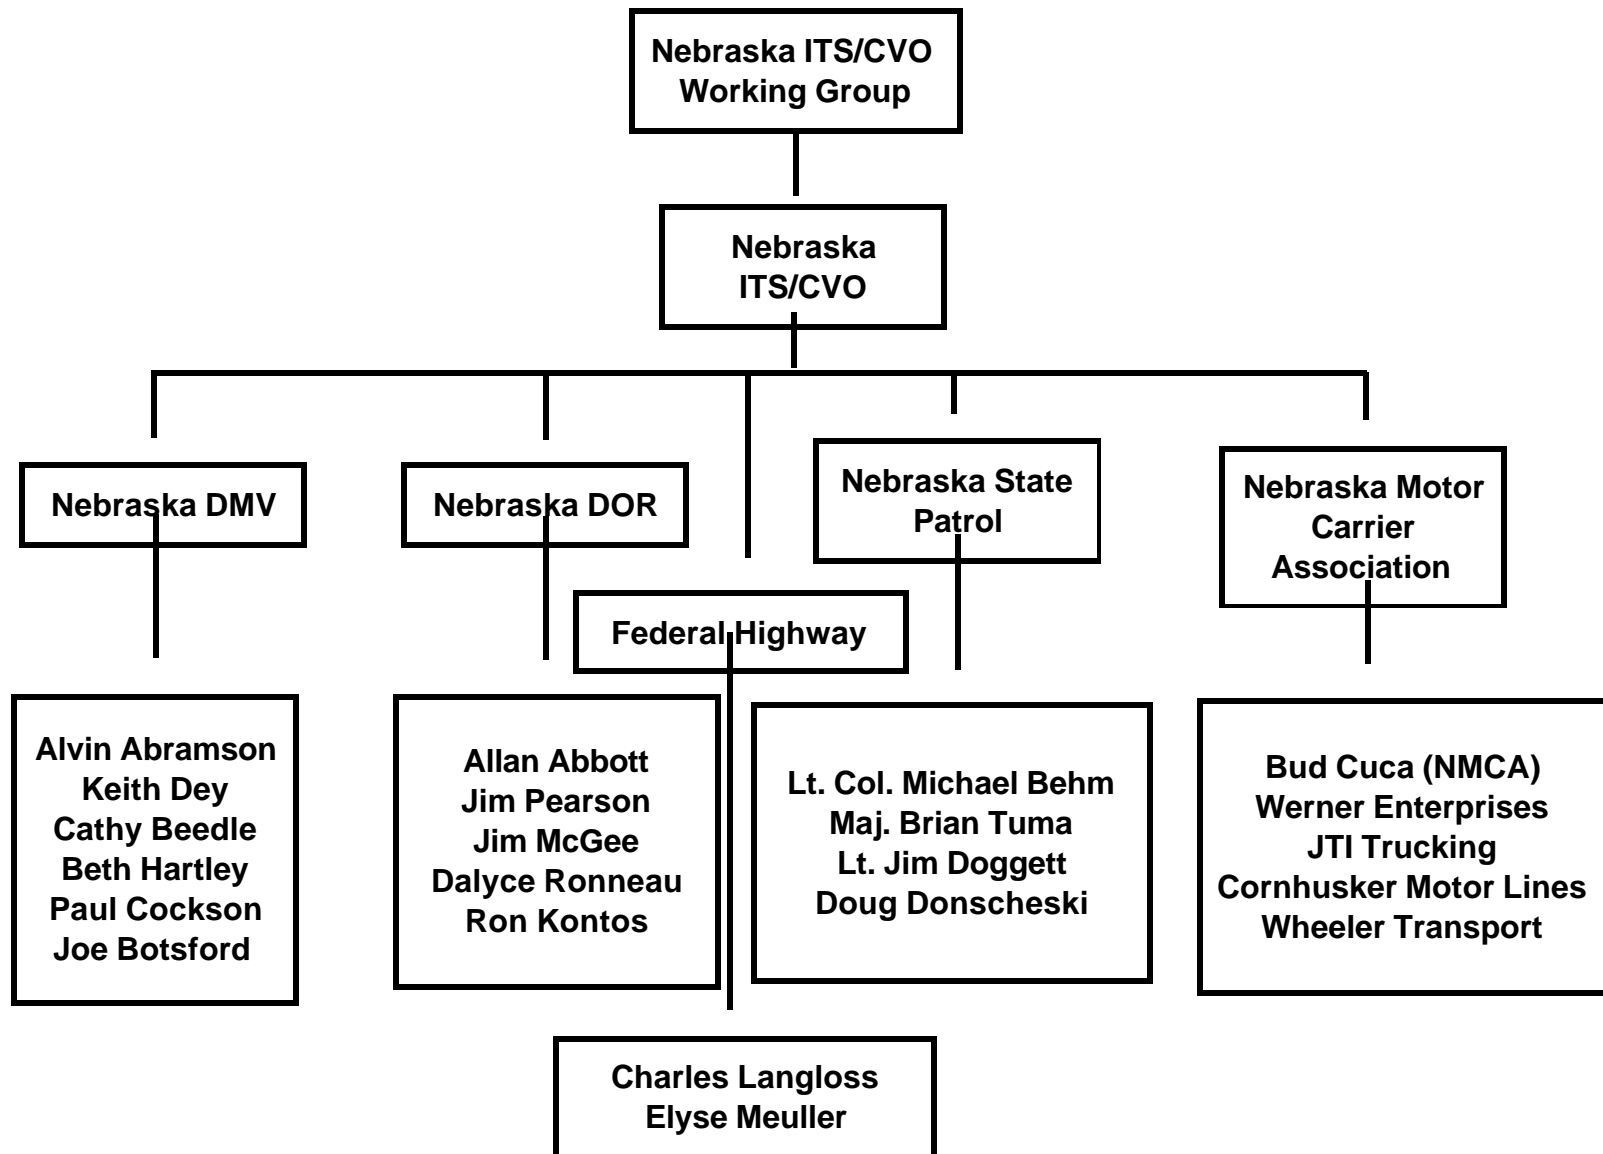 Nebraska ITS/CVO
Working Group
Nebraska
ITS/CVO
Nebraska DMV
Nebraska DOR
Nebraska State
Patrol
Nebraska Motor
Carrier
Association
Federal Highway
Alvin Abramson
Keith Dey
Cathy Beedle
Beth Hartley
Paul Cockson
Joe Botsford
Allan Abbott
Jim Pearson
Jim McGee
Dalyce Ronneau
Ron Kontos
Lt. Col. Michael Behm
Maj. Brian Tuma
Lt. Jim Doggett
Doug Donscheski
Bud Cuca (NMCA)
Werner Enterprises
JTI Trucking
Cornhusker Motor Lines
Wheeler Transport
Charles Langloss
Elyse Meuller